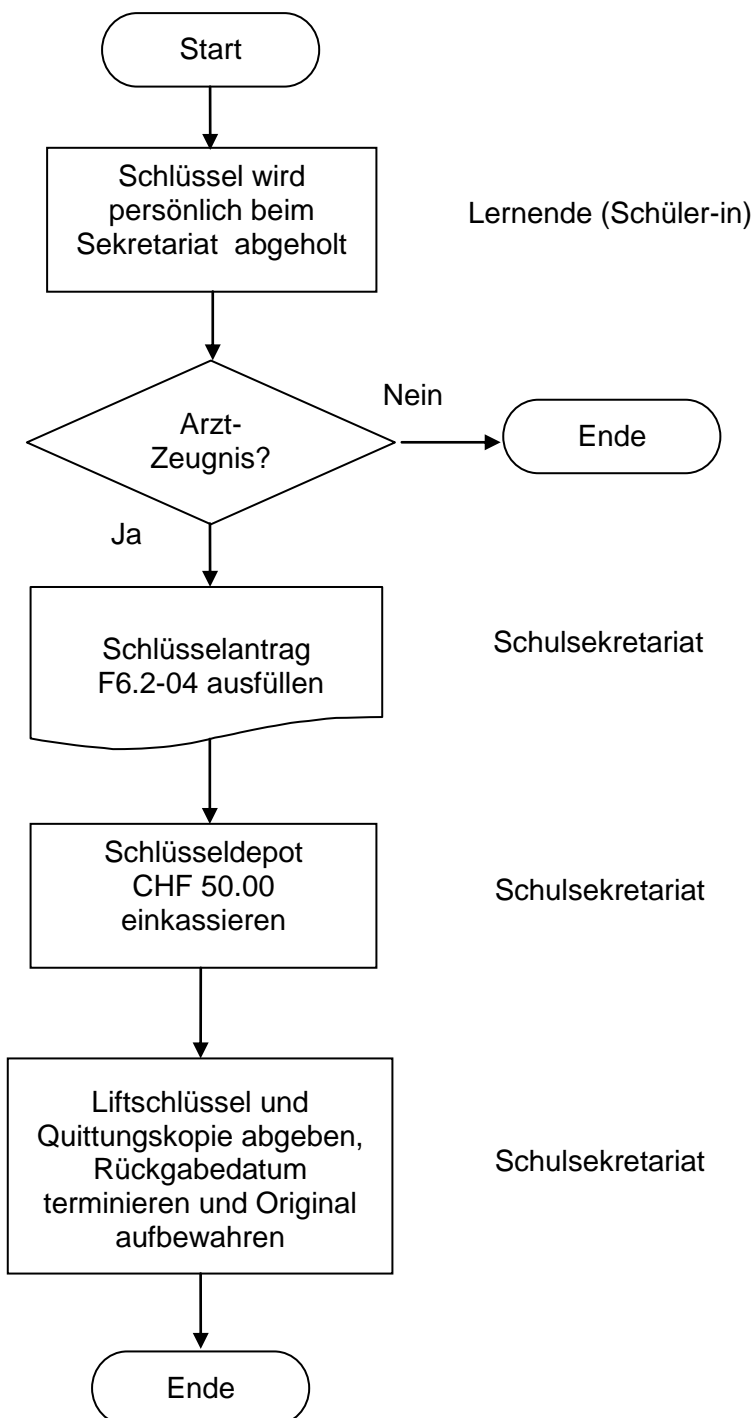 Start
Schlüssel wird
persönlich beim
Sekretariat abgeholt
Lernende (Schüler-in)
Arzt-
Zeugnis?
Nein
Ende
Ja
Schlüsselantrag
F6.2-04 ausfüllen
Schulsekretariat
Schlüsseldepot
CHF 50.00
einkassieren
Schulsekretariat
Liftschlüssel und
Quittungskopie abgeben,
Rückgabedatum
terminieren und Original
aufbewahren
Schulsekretariat
Ende